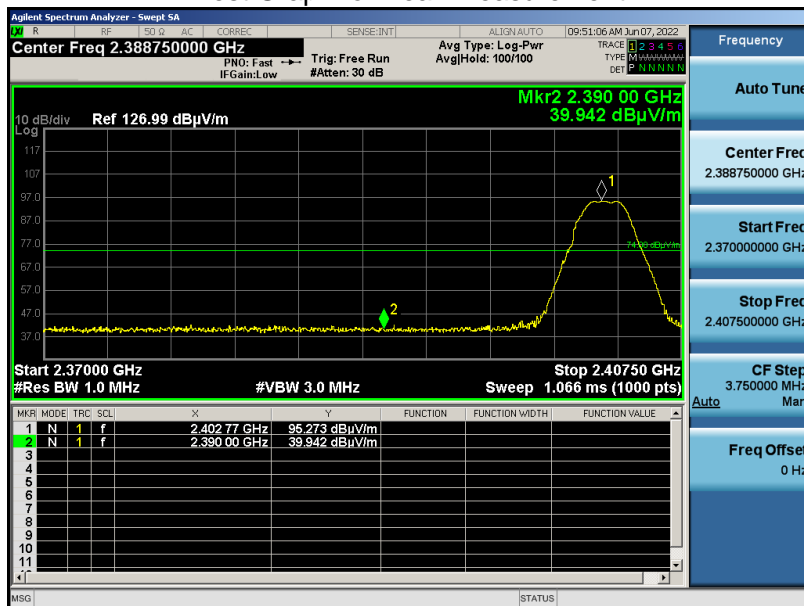 Agilent Spectrum Analyzer - Swept SA
R RF 50 Ω AC CORREC SENSE:INT ALIGN AUTO 09:51:06 AM Jun 07, 2022
Center Freq 2.388750000 GHz
PNO: Fast
IFGain:Low
Trig: Free Run
#Atten: 30 dB
Avg Type: Log-Pwr
Avg|Hold: 100/100
TRACE 1 2 3 4 5 6
TYPE M
DET P N N N N N
Mkr2 2.390 00 GHz
39.942 dBµV/m
10 dB/div Ref 126.99 dBµV/m
Log
117
107
97.0
87.0
77.0
67.0
57.0
47.0
37.0
1
2
74.00 dBµV/m
Start 2.37000 GHz Stop 2.40750 GHz
#Res BW 1.0 MHz #VBW 3.0 MHz Sweep 1.066 ms (1000 pts)
MKR MODE TRC SCL X Y FUNCTION FUNCTION WIDTH FUNCTION VALUE
1 N 1 f 2.402 77 GHz 95.273 dBµV/m
2 N 1 f 2.390 00 GHz 39.942 dBµV/m
3
4
5
6
7
8
9
10
11
MSG STATUS
Frequency
Auto Tune
Center Freq
2.388750000 GHz
Start Freq
2.370000000 GHz
Stop Freq
2.407500000 GHz
CF Step
3.750000 MHz
Auto Man
Freq Offset
0 Hz